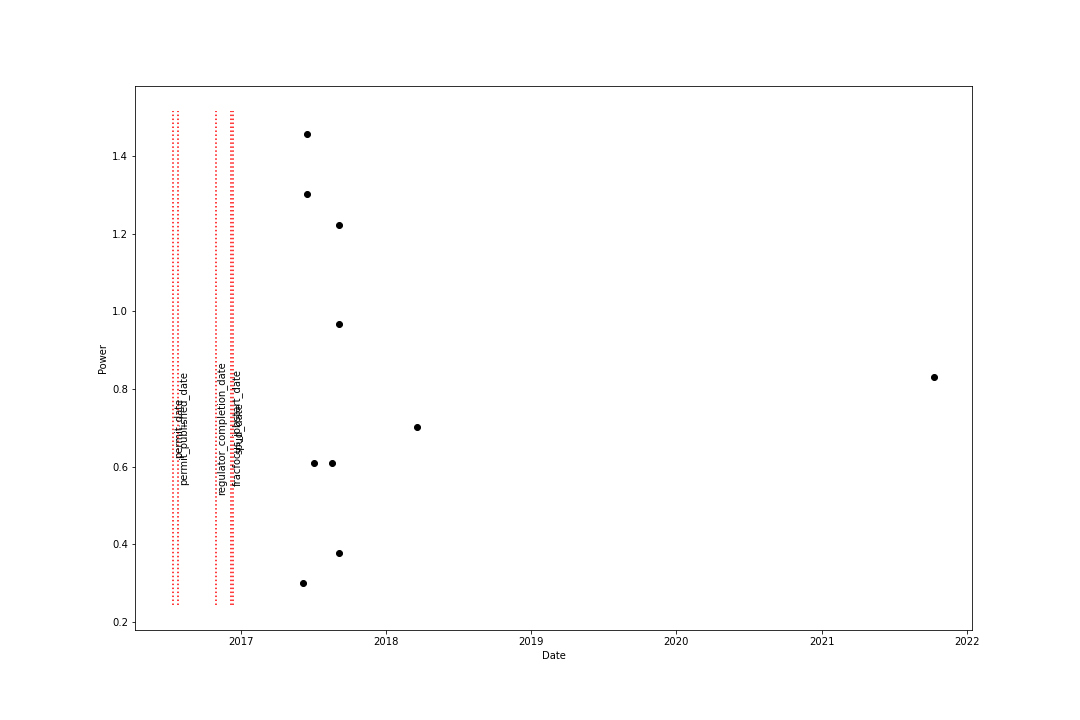 1.4
1.2
1.0
0.8
0.6
0.4
0.2
Power
permit_date
permit_published_date
regulator_completion_date
spud_date
2017
2018
2019
2020
2021
2022
Date